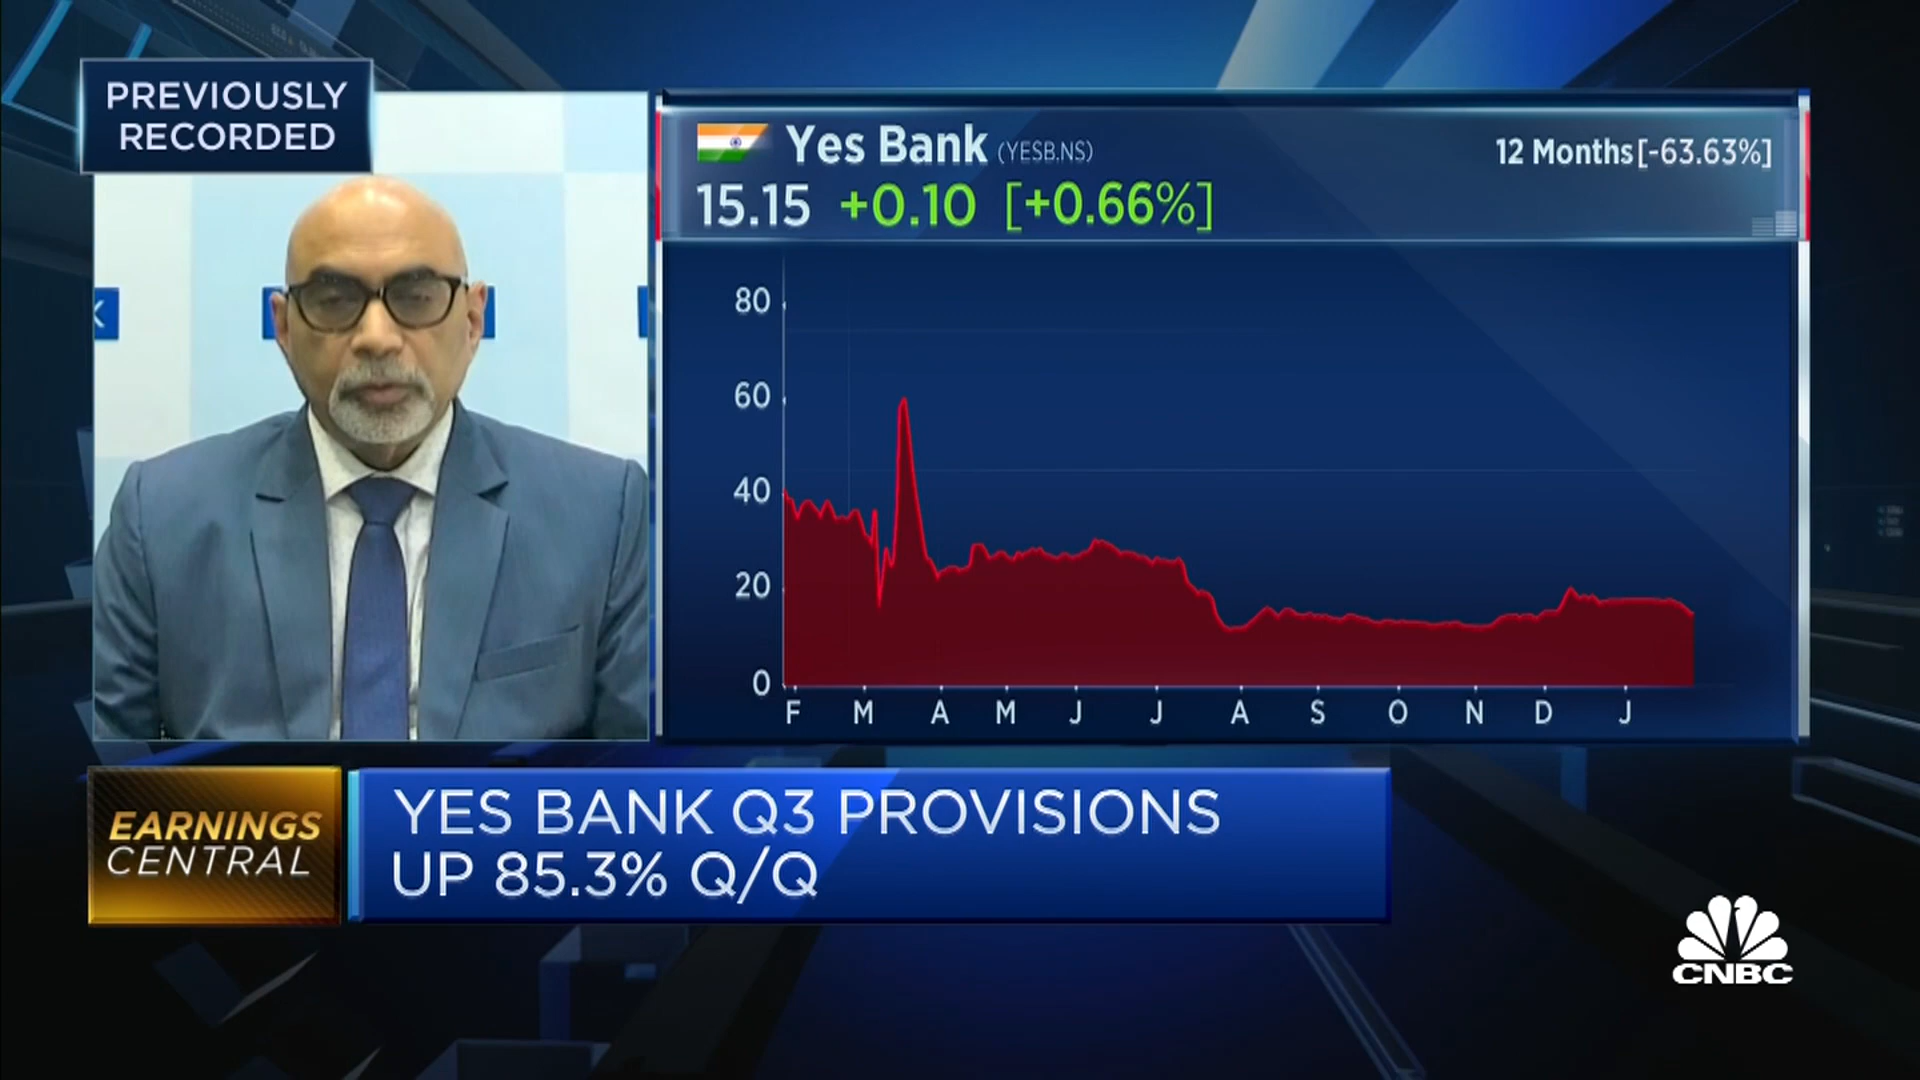 PREVIOUSLY
RECORDED
K
Yes Bank (YESB.NS)
12 Months[-63.63%]
15.15 +0.10 [+0.66%]
80
60
40
20
0
F M A M J J A S O N D J
EARNINGS
CENTRAL
YES BANK Q3 PROVISIONS
UP 85.3% Q/Q
CNBC